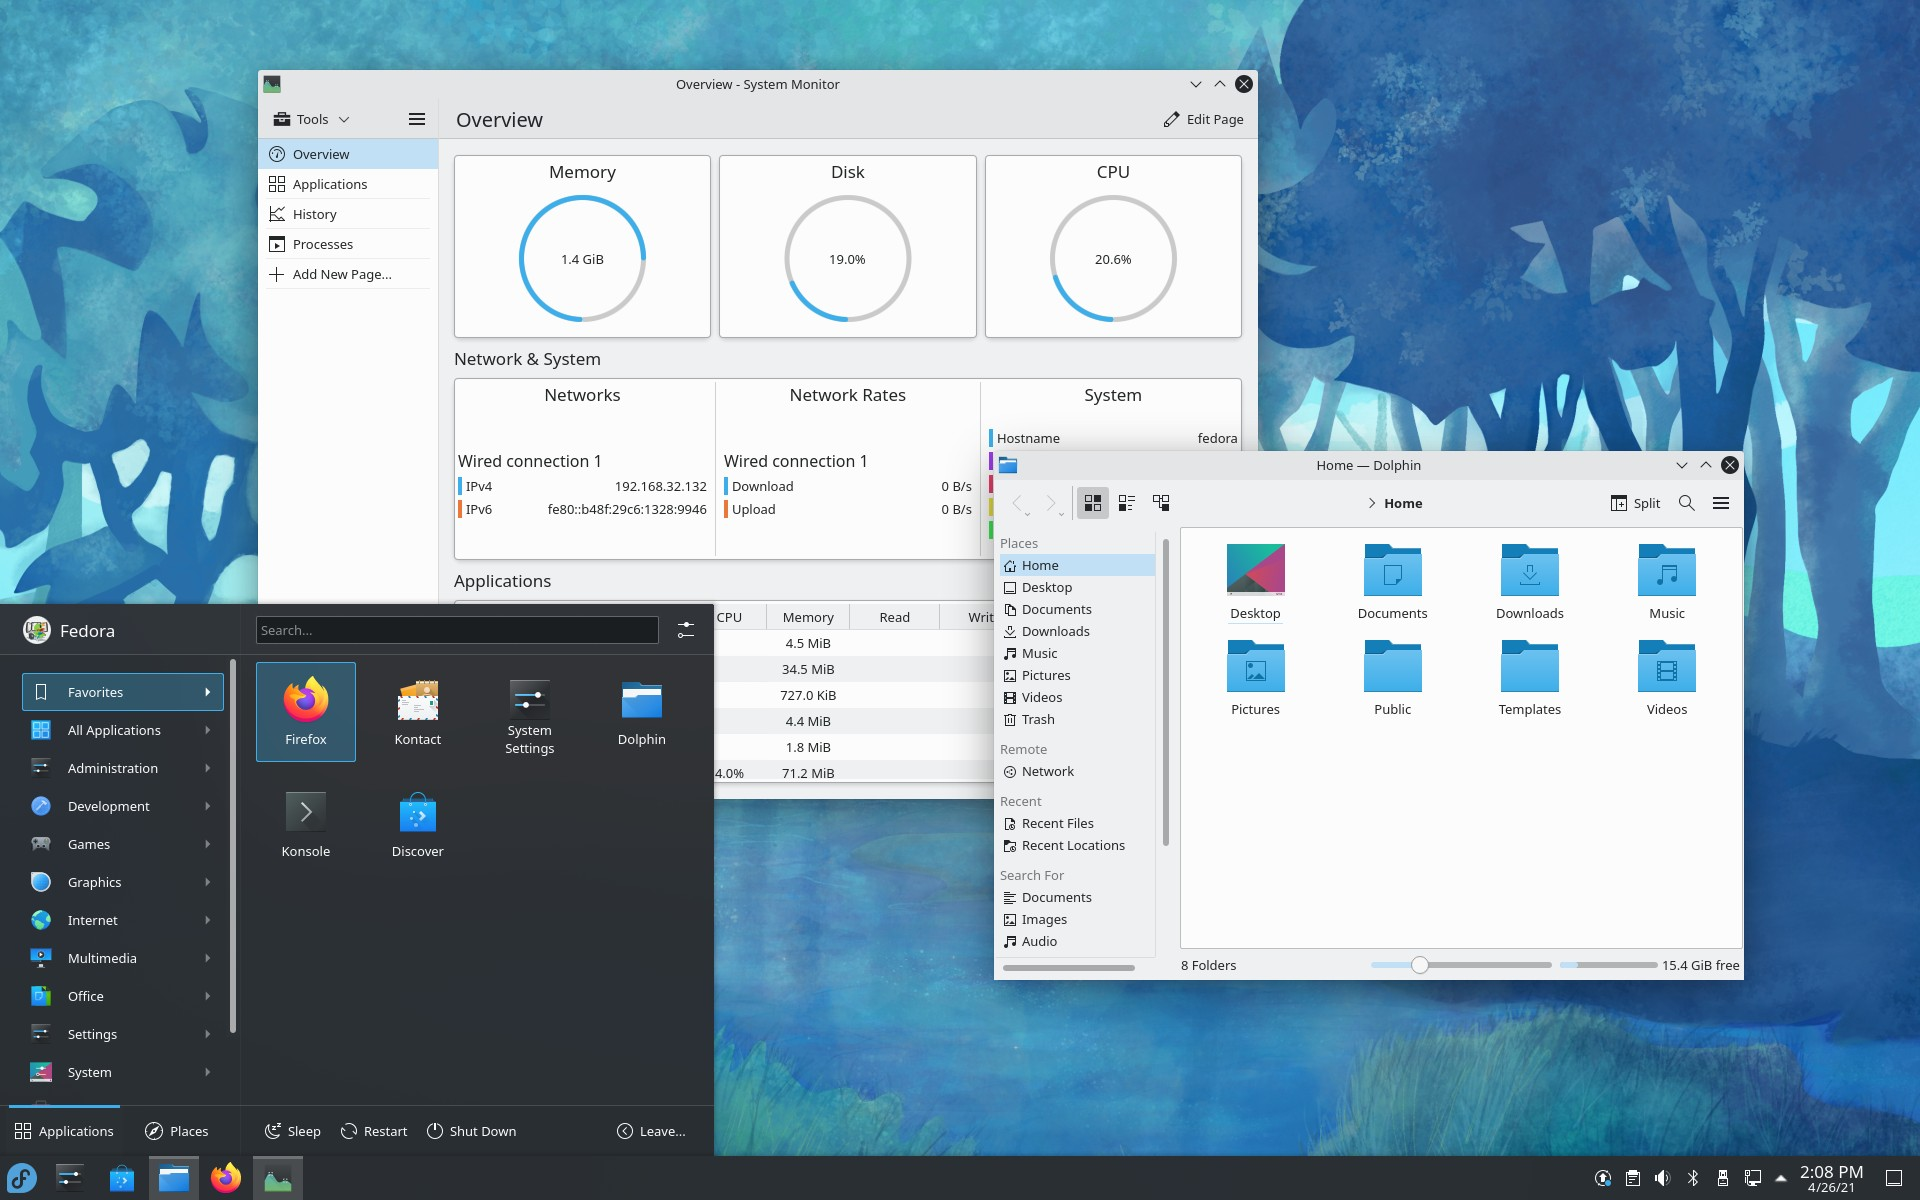 Overview - System Monitor
Tools
Overview
Edit Page
Overview
Applications
History
Processes
Add New Page...
Memory
1.4 GiB
Disk
19.0%
CPU
20.6%
Network & System
Networks
Wired connection 1
IPv4 192.168.32.132
IPv6 fe80::b48f:29c6:1328:9946
Network Rates
Wired connection 1
Download 0 B/s
Upload 0 B/s
System
Hostname fedora
Applications
CPU Memory Read Writ
4.5 MiB
34.5 MiB
727.0 KiB
4.4 MiB
1.8 MiB
4.0% 71.2 MiB
Home — Dolphin
Home
Split
Places
Home
Desktop
Documents
Downloads
Music
Pictures
Videos
Trash
Remote
Network
Recent
Recent Files
Recent Locations
Search For
Documents
Images
Audio
Desktop Documents Downloads Music
Pictures Public Templates Videos
8 Folders
15.4 GiB free
Fedora
Search...
Favorites
All Applications
Administration
Development
Games
Graphics
Internet
Multimedia
Office
Settings
System
Firefox
Kontact
System
Settings
Dolphin
Konsole
Discover
Applications
Places
Sleep
Restart
Shut Down
Leave...
2:08 PM
4/26/21